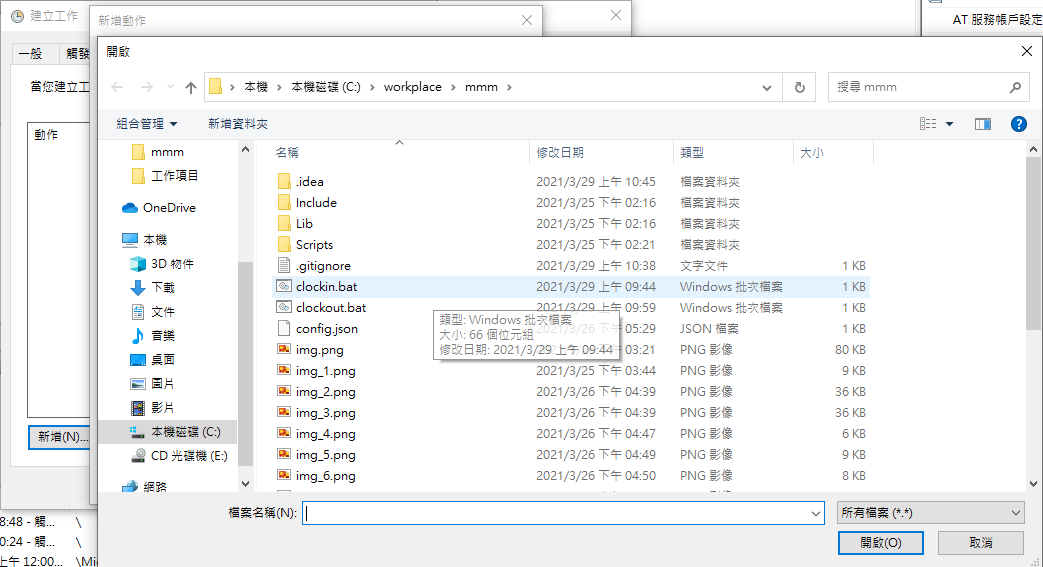 建立工作
新增動作
AT 服務帳戶設定
一般
觸發
當您建立工
動作
新增(N)...
開啟
本機 > 本機磁碟 (C:) > workplace > mmm >
搜尋 mmm
組合管理
新增資料夾
mmm
工作項目
OneDrive
本機
3D 物件
下載
文件
音樂
桌面
圖片
影片
本機磁碟 (C:)
CD 光碟機 (E:)
網路
名稱 修改日期 類型 大小
.idea 2021/3/29 上午 10:45 檔案資料夾
Include 2021/3/25 下午 02:16 檔案資料夾
Lib 2021/3/25 下午 02:16 檔案資料夾
Scripts 2021/3/25 下午 02:21 檔案資料夾
.gitignore 2021/3/29 上午 10:38 文字文件 1 KB
clockin.bat 2021/3/29 上午 09:44 Windows 批次檔案 1 KB
clockout.bat 2021/3/29 上午 09:59 Windows 批次檔案 1 KB
config.json 下午 05:29 JSON 檔案 1 KB
img.png 03:21 PNG 影像 80 KB
img_1.png 2021/3/25 下午 03:44 PNG 影像 9 KB
img_2.png 2021/3/26 下午 04:39 PNG 影像 36 KB
img_3.png 2021/3/26 下午 04:39 PNG 影像 36 KB
img_4.png 2021/3/26 下午 04:47 PNG 影像 6 KB
img_5.png 2021/3/26 下午 04:49 PNG 影像 9 KB
img_6.png 2021/3/26 下午 04:50 PNG 影像 8 KB
類型: Windows 批次檔案
大小: 66 個位元組
修改日期: 2021/3/29 上午 09:44
檔案名稱(N):
所有檔案 (*.*)
開啟(O)
取消
8:48 - 觸... \
0:24 - 觸... \
上午 12:00... \Mi